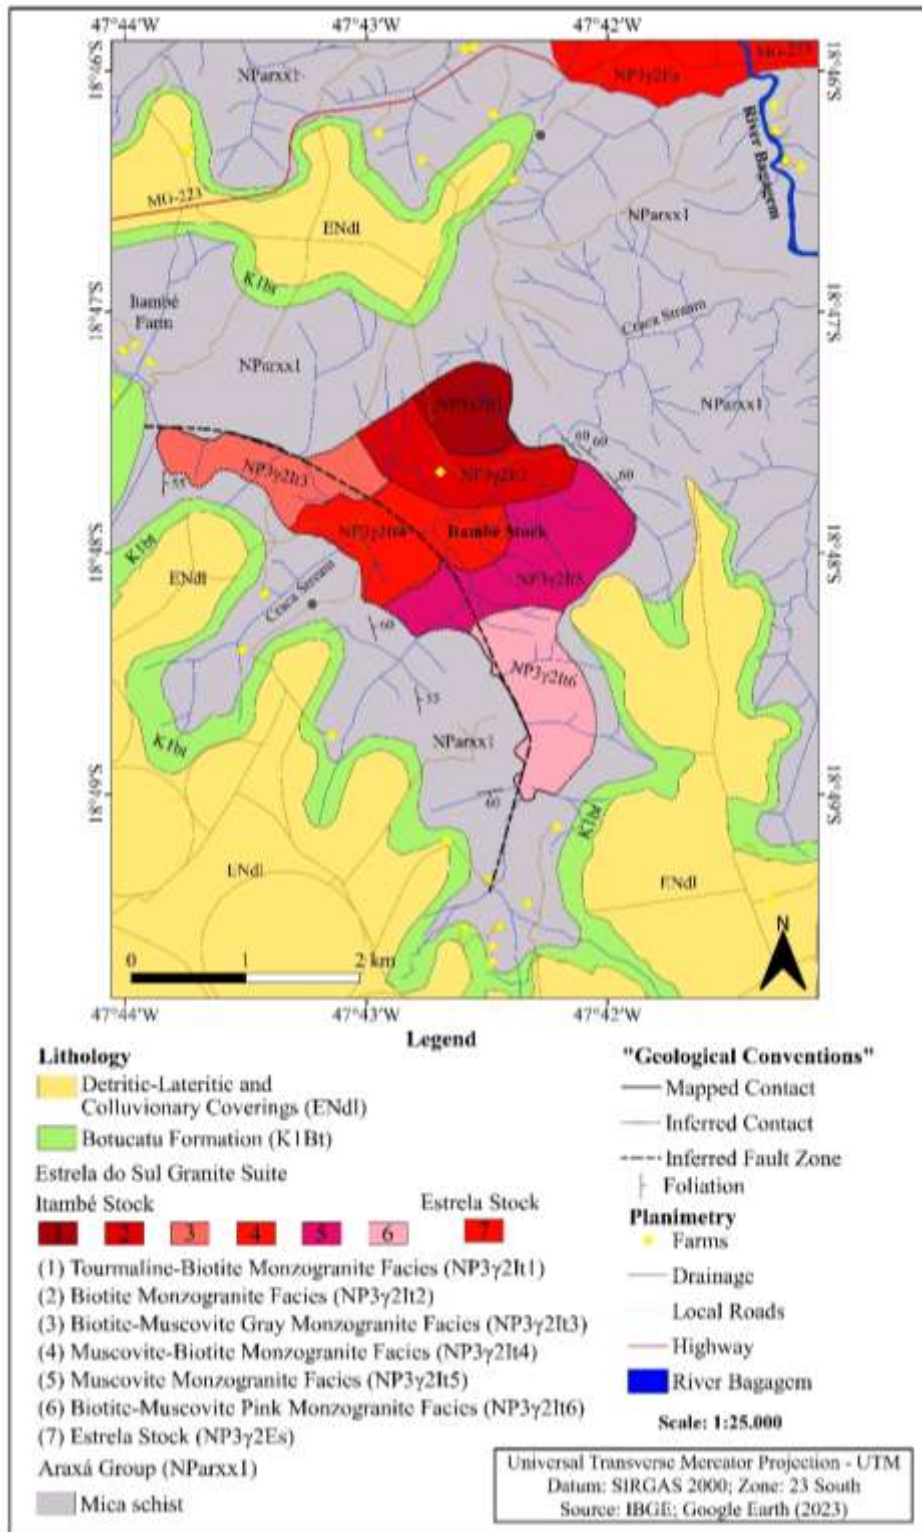 47°44'W 47°43'W 47°42'W
18°46'S 18°46'S
NParxx1
NP3γ2Es
MG-223
River Bagagem
MG-223
ENdl
NParxx1
K1bt
18°47'S 18°47'S
Itambé
Farm
Craca Stream
NParxx1
NParxx1
60
60
NP3γ2It2
60
NP3γ2It3
55
Itambé Stock
K1bt
18°48'S 18°48'S
ENdl
NP3γ2It5
Craca Stream
60
NP3γ2It6
55
K1bt
NParxx1
18°49'S 18°49'S
60
K1bt
ENdl
ENdl
N
0 1 2 km
47°44'W 47°43'W 47°42'W
Legend
Lithology
Detritic-Lateritic and
Colluvionary Coverings (ENdl)
Botucatu Formation (K1Bt)
Estrela do Sul Granite Suite
Itambé Stock Estrela Stock
1 2 3 4 5 6 7
(1) Tourmaline-Biotite Monzogranite Facies (NP3γ2It1)
(2) Biotite Monzogranite Facies (NP3γ2It2)
(3) Biotite-Muscovite Gray Monzogranite Facies (NP3γ2It3)
(4) Muscovite-Biotite Monzogranite Facies (NP3γ2It4)
(5) Muscovite Monzogranite Facies (NP3γ2It5)
(6) Biotite-Muscovite Pink Monzogranite Facies (NP3γ2It6)
(7) Estrela Stock (NP3γ2Es)
Araxá Group (NParxx1)
Mica schist
"Geological Conventions"
Mapped Contact
Inferred Contact
Inferred Fault Zone
Foliation
Planimetry
Farms
Drainage
Local Roads
Highway
River Bagagem
Scale: 1:25.000
Universal Transverse Mercator Projection - UTM
Datum: SIRGAS 2000; Zone: 23 South
Source: IBGE; Google Earth (2023)